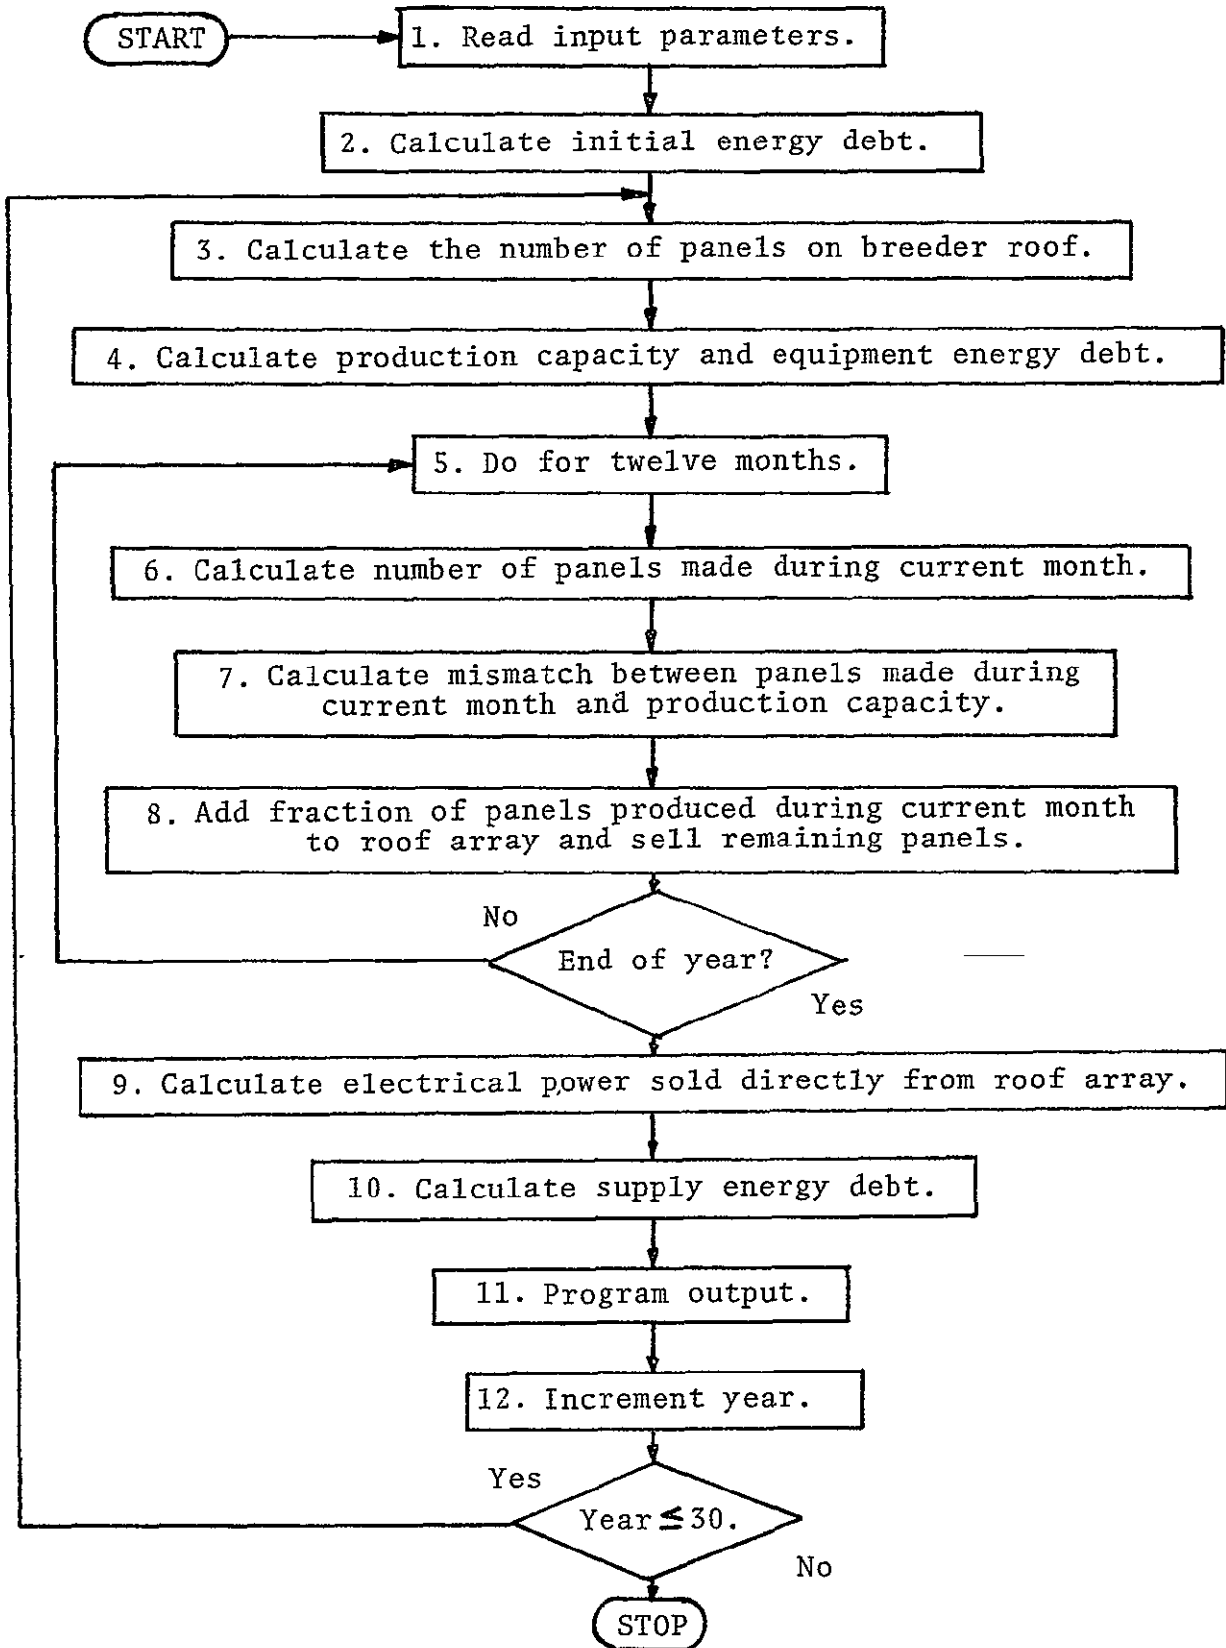 START
1. Read input parameters.
2. Calculate initial energy debt.
3. Calculate the number of panels on breeder roof.
4. Calculate production capacity and equipment energy debt.
5. Do for twelve months.
6. Calculate number of panels made during current month.
7. Calculate mismatch between panels made during
current month and production capacity.
8. Add fraction of panels produced during current month
to roof array and sell remaining panels.
No
End of year?
Yes
9. Calculate electrical power sold directly from roof array.
10. Calculate supply energy debt.
11. Program output.
12. Increment year.
Yes
Year ≤ 30.
No
STOP